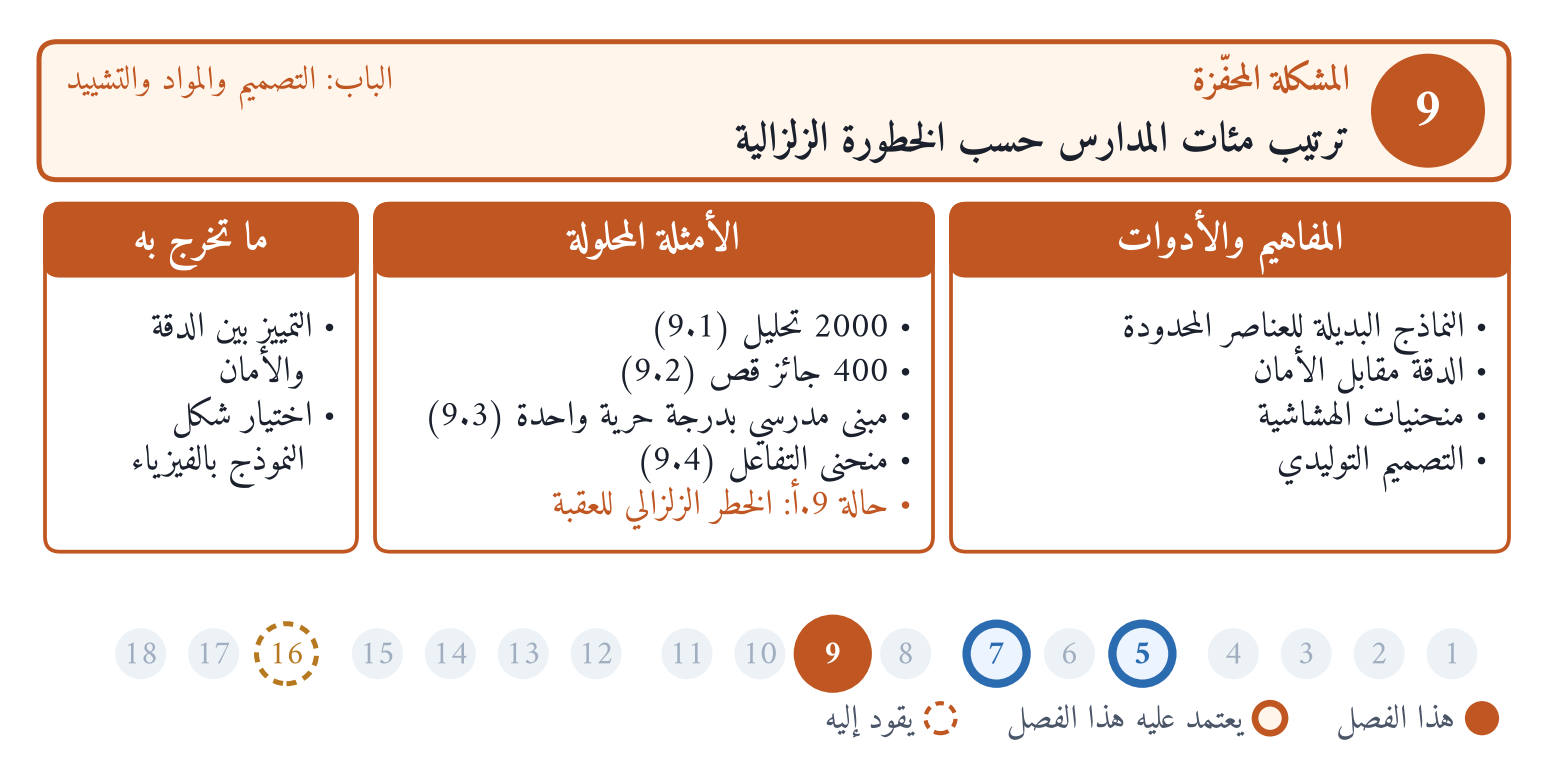 9
المشكلة المحفّزة
الباب: التصميم والمواد والتشييد
ترتيب مئات المدارس حسب الخطورة الزلزالية
المفاهيم والأدوات
• النماذج البديلة للعناصر المحدودة
• الدقة مقابل الأمان
• منحنيات الهشاشية
• التصميم التوليدي
الأمثلة المحلولة
• 2000 تحليل (9.1)
• 400 جائز قص (9.2)
• مبنى مدرسي بدرجة حرية واحدة (9.3)
• منحنى التفاعل (9.4)
• حالة 9.أ: الخطر الزلزالي للعقبة
ما تخرج به
• التمييز بين الدقة
والأمان
• اختيار شكل
النموذج بالفيزياء
1 2 3 4 5 6 7 8 9 10 11 12 13 14 15 16 17 18
هذا الفصل
يعتمد عليه هذا الفصل
يقود إليه